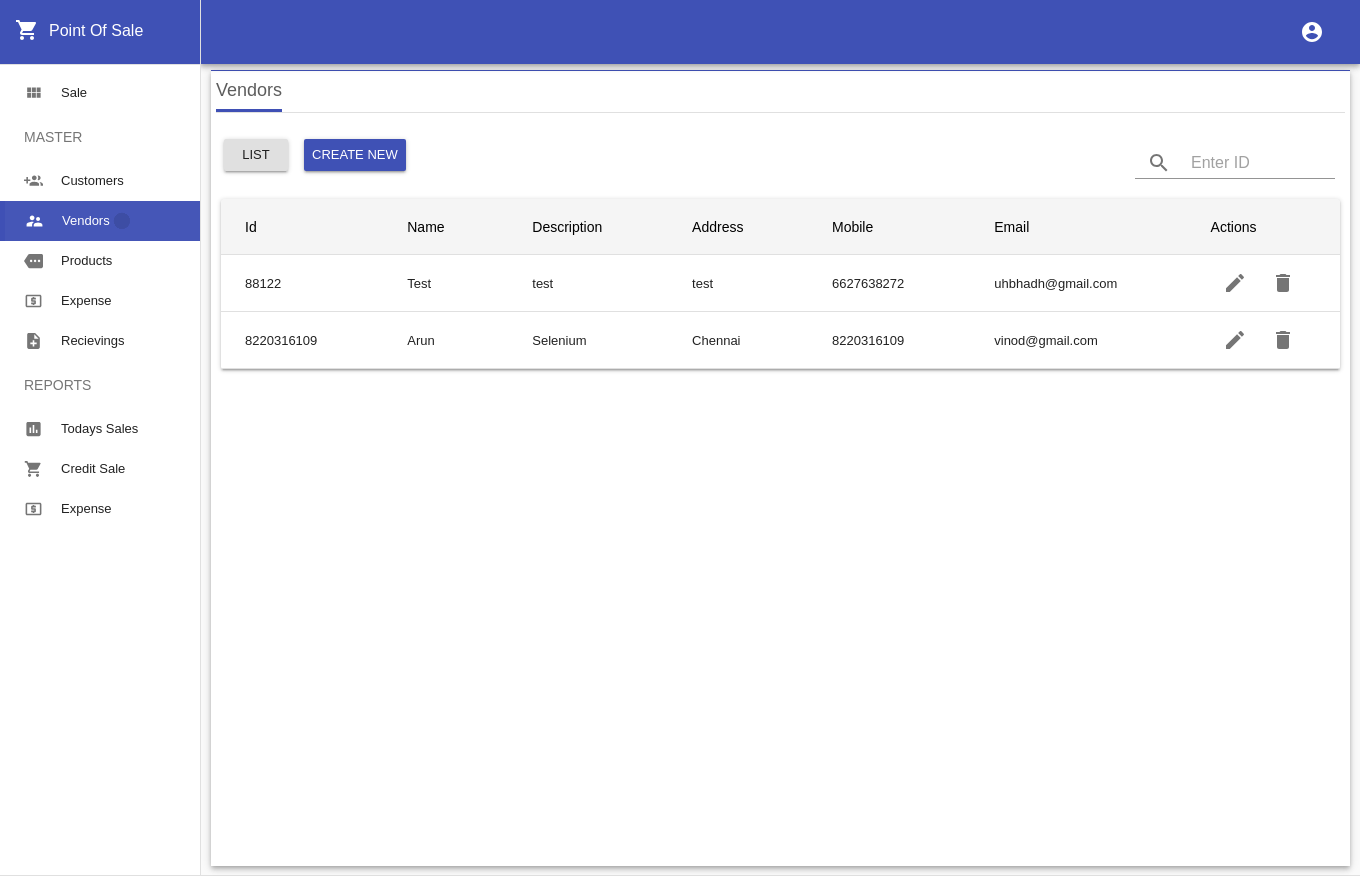 Point Of Sale
Sale
MASTER
Customers
Vendors
Products
Expense
Recievings
REPORTS
Todays Sales
Credit Sale
Expense
Vendors
LIST
CREATE NEW
Enter ID
Id Name Description Address Mobile Email Actions
88122 Test test test 6627638272 uhbhadh@gmail.com
8220316109 Arun Selenium Chennai 8220316109 vinod@gmail.com